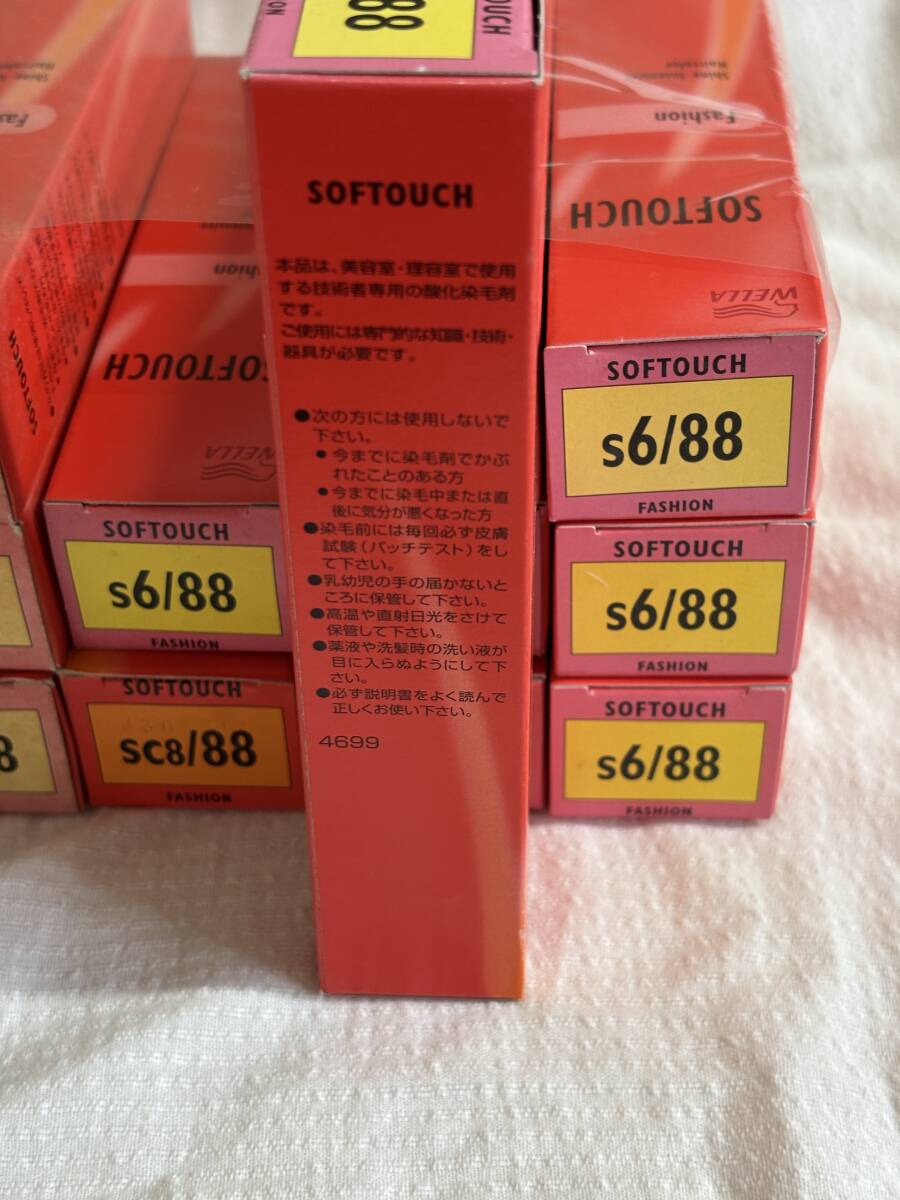 88
FASHION
TOUCH
SOFTOUCH
本品は、美容室・理容室で使用
する技術者専用の酸化染毛剤
です。
ご使用には専門的な知識・技術・
器具が必要です。
●次の方には使用しないで
下さい。
●今までに染毛剤でかぶ
れたことのある方
●今までに染毛中または直
後に気分が悪くなった方
●染毛前には毎回必ず皮膚
試験(パッチテスト)をし
て下さい。
●乳幼児の手の届かないと
ころに保管して下さい。
●高温や直射日光をさけて
保管して下さい。
●薬液や洗髪時の洗い液が
目に入らぬようにして下
さい。
●必ず説明書をよく読んで
正しくお使い下さい。
4699
Haircolor
Fashion
SOFTOUCH
WELLA
SOFTOUCH
s6/88
FASHION
SOFTOUCH
s6/88
FASHION
SOFTOUCH
s6/88
FASHION
Haircolor
Fas
SOFTOUCH
shion
SOFTOUCH
WELLA
SOFTOUCH
s6/88
FASHION
SOFTOUCH
sc8/88
FASHION
8